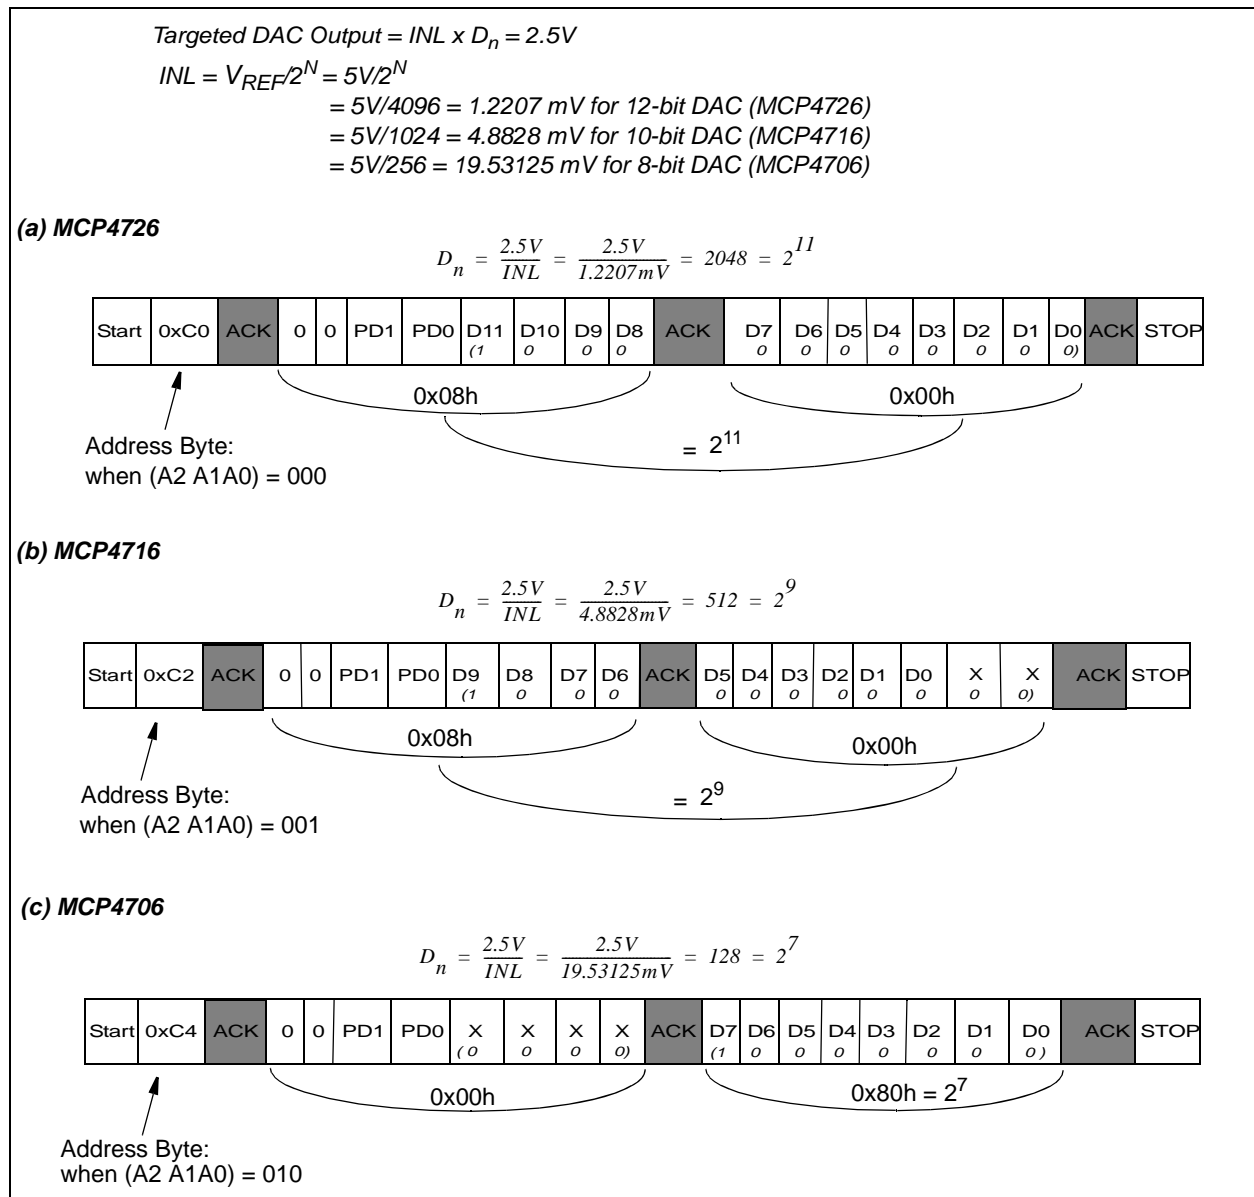 Targeted DAC Output = INL x Dn = 2.5V
INL = VREF/2^N = 5V/2^N
= 5V/4096 = 1.2207 mV for 12-bit DAC (MCP4726)
= 5V/1024 = 4.8828 mV for 10-bit DAC (MCP4716)
= 5V/256 = 19.53125 mV for 8-bit DAC (MCP4706)
(a) MCP4726
Dn = 2.5V/INL = 2.5V/1.2207mV = 2048 = 2^11
Start 0xC0 ACK 0 0 PD1 PD0 D11 D10 D9 D8 ACK D7 D6 D5 D4 D3 D2 D1 D0 ACK STOP
(1 0 0 0 0 0 0 0 0 0 0 0)
0x08h 0x00h
= 2^11
Address Byte:
when (A2 A1A0) = 000
(b) MCP4716
Dn = 2.5V/INL = 2.5V/4.8828mV = 512 = 2^9
Start 0xC2 ACK 0 0 PD1 PD0 D9 D8 D7 D6 ACK D5 D4 D3 D2 D1 D0 X X ACK STOP
(1 0 0 0 0 0 0 0 0 0 0 0)
0x08h 0x00h
= 2^9
Address Byte:
when (A2 A1A0) = 001
(c) MCP4706
Dn = 2.5V/INL = 2.5V/19.53125mV = 128 = 2^7
Start 0xC4 ACK 0 0 PD1 PD0 X X X X ACK D7 D6 D5 D4 D3 D2 D1 D0 ACK STOP
(0 0 0 0) (1 0 0 0 0 0 0 0)
0x00h 0x80h = 2^7
Address Byte:
when (A2 A1A0) = 010